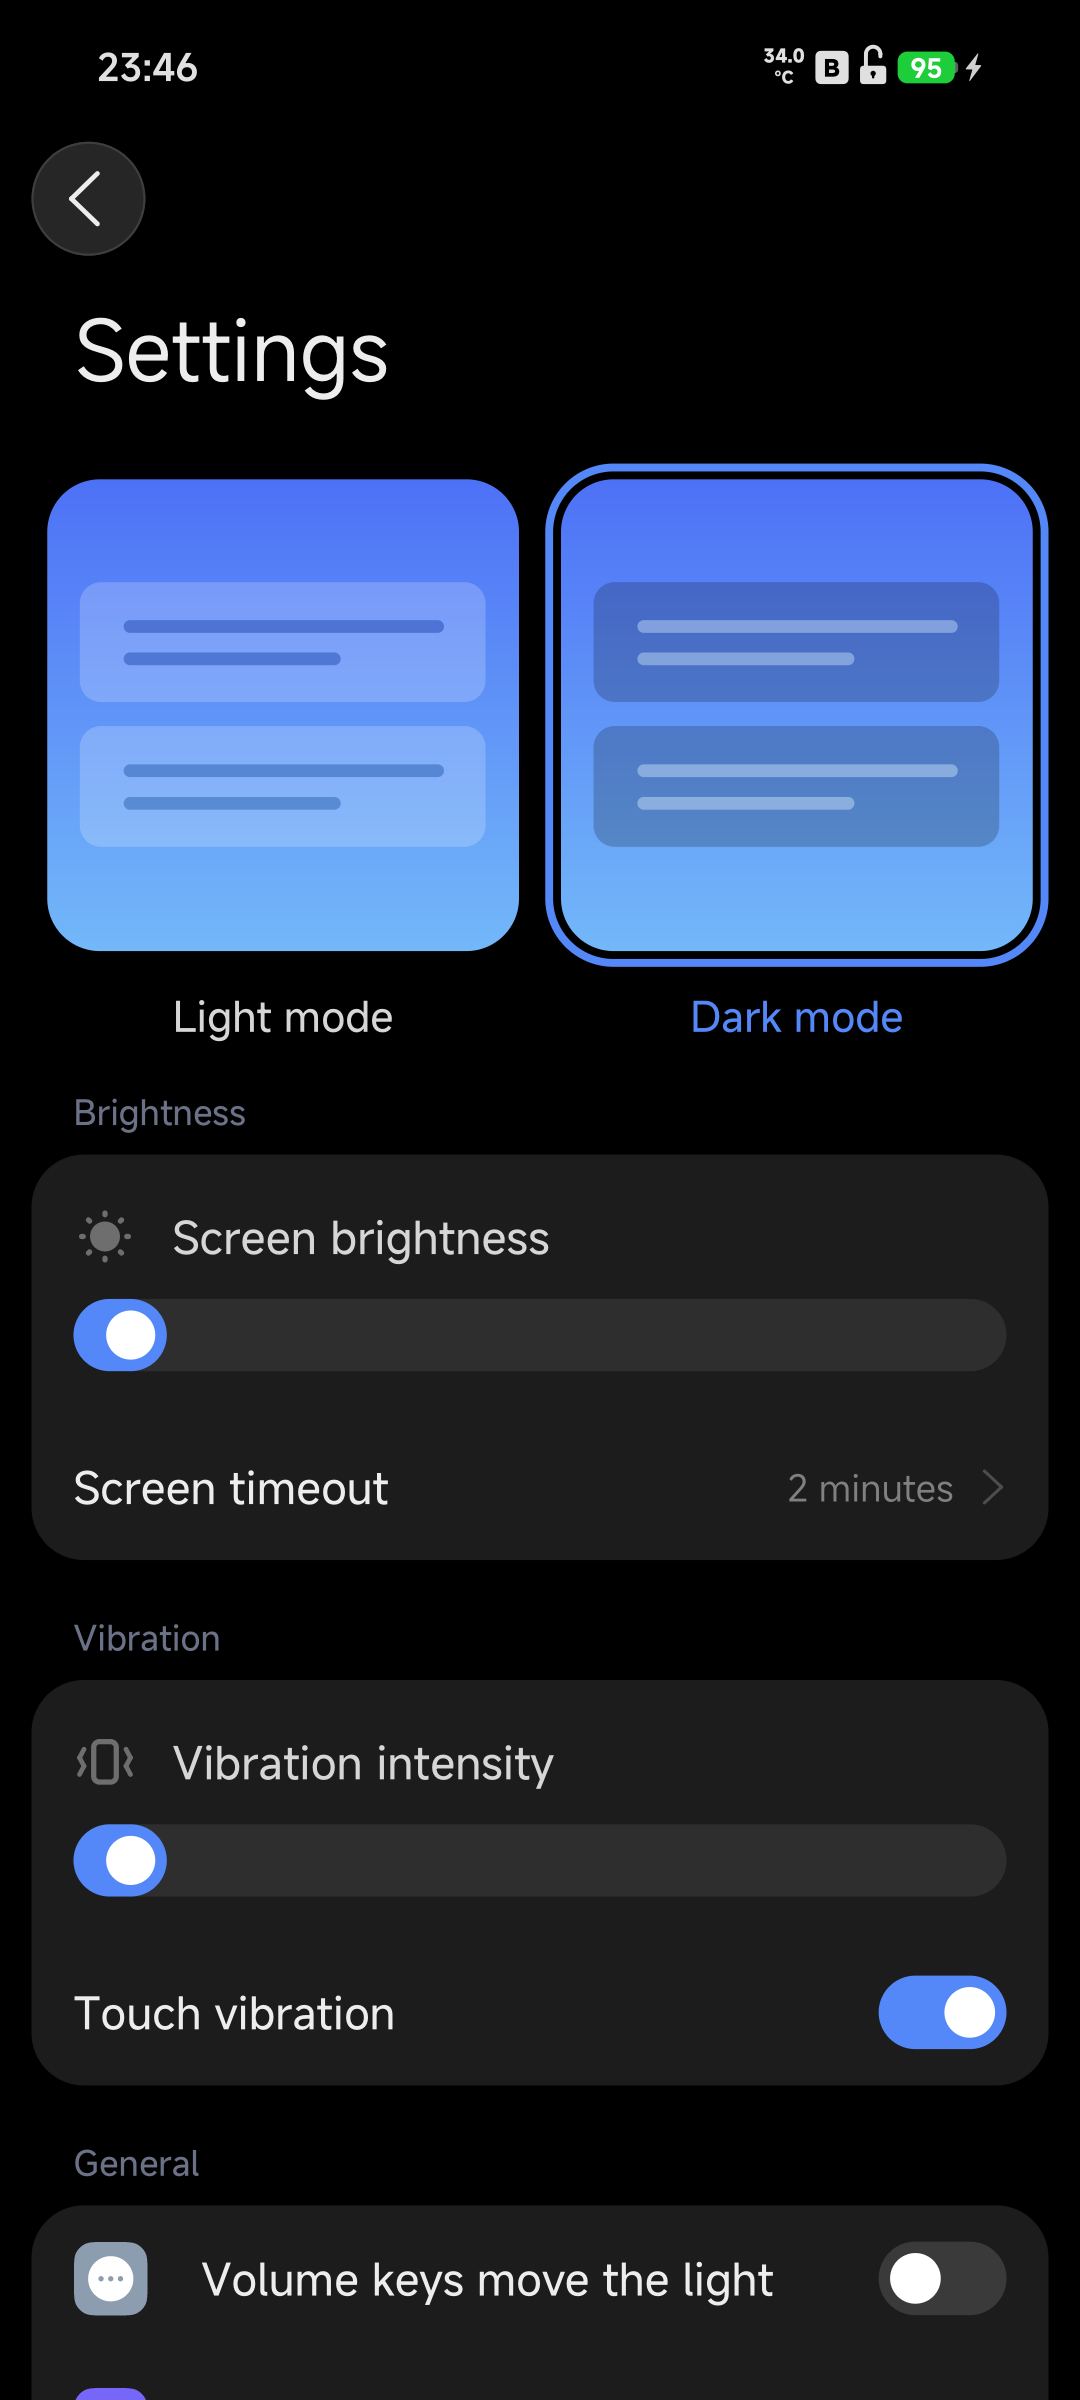 23:46
34.0
°C
B
95
Settings
Light mode
Dark mode
Brightness
Screen brightness
Screen timeout
2 minutes
Vibration
Vibration intensity
Touch vibration
General
Volume keys move the light